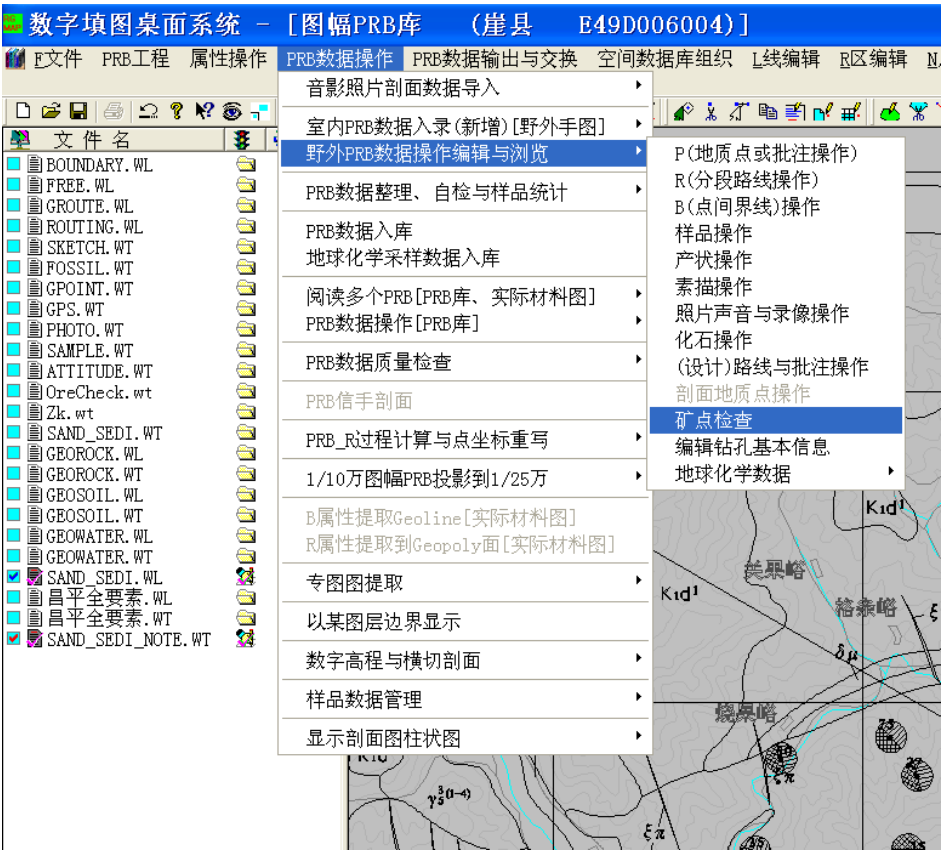 数字填图桌面系统 - [图幅PRB库 (崖县 E49D006004)]
F文件 PRB工程 属性操作 PRB数据操作 PRB数据输出与交换 空间数据库组织 L线编辑 R区编辑 N
文件名
BOUNDARY.WL
FREE.WL
GROUTE.WL
ROUTING.WL
SKETCH.WT
FOSSIL.WT
GPOINT.WT
GPS.WT
PHOTO.WT
SAMPLE.WT
ATTITUDE.WT
OreCheck.wt
Zk.wt
SAND_SEDI.WT
GEOROCK.WL
GEOROCK.WT
GEOSOIL.WL
GEOSOIL.WT
GEOWATER.WL
GEOWATER.WT
SAND_SEDI.WL
昌平全要素.WL
昌平全要素.WT
SAND_SEDI_NOTE.WT
音影照片剖面数据导入
室内PRB数据入录(新增)[野外手图]
野外PRB数据操作编辑与浏览
PRB数据整理、自检与样品统计
PRB数据入库
地球化学采样数据入库
阅读多个PRB[PRB库、实际材料图]
PRB数据操作[PRB库]
PRB数据质量检查
PRB信手剖面
PRB_R过程计算与点坐标重写
1/10万图幅PRB投影到1/25万
B属性提取Geoline[实际材料图]
R属性提取到Geopoly面[实际材料图]
专图图提取
以某图层边界显示
数字高程与横切剖面
样品数据管理
显示剖面图柱状图
P(地质点或批注操作)
R(分段路线操作)
B(点间界线)操作
样品操作
产状操作
素描操作
照片声音与录像操作
化石操作
(设计)路线与批注操作
剖面地质点操作
矿点检查
编辑钻孔基本信息
地球化学数据
K1d1
K1d1
δμ
ξπ
γ53(1-4)
ξπ